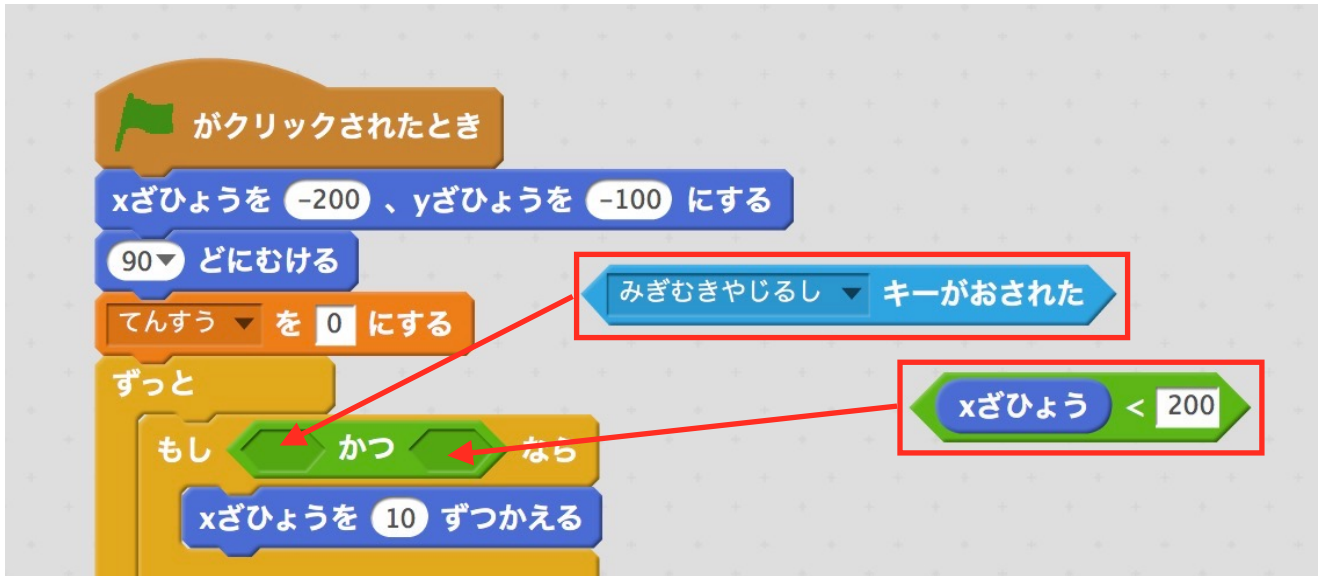 がクリックされたとき
xざひょうを -200 、yざひょうを -100 にする
90 どにむける
みぎむきやじるし キーがおされた
てんすう を 0 にする
ずっと
xざひょう < 200
もし かつ なら
xざひょうを 10 ずつかえる